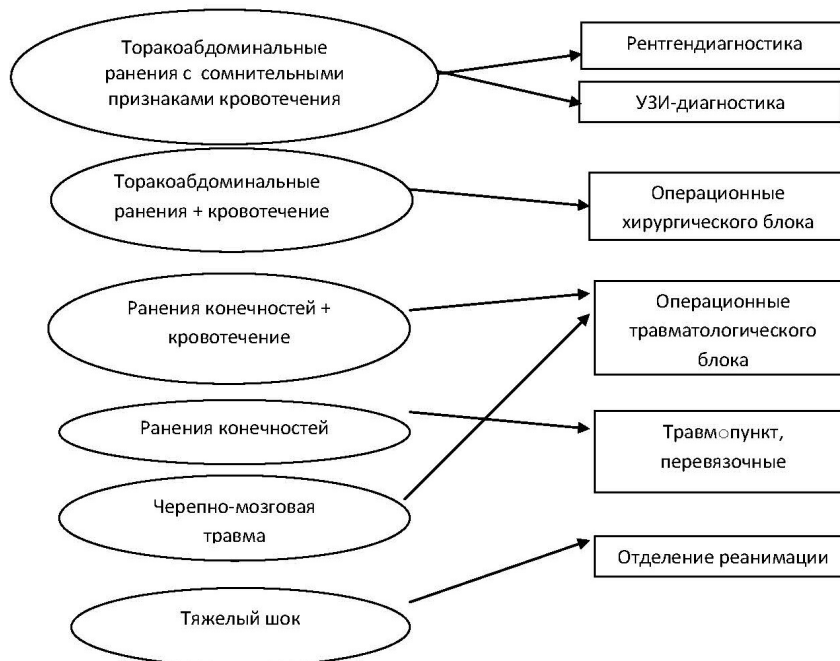 Торакоабдоминальные
ранения с сомнительными
признаками кровотечения
Рентгендиагностика
УЗИ-диагностика
Торакоабдоминальные
ранения + кровотечение
Операционные
хирургического блока
Ранения конечностей +
кровотечение
Операционные
травматологического
блока
Ранения конечностей
Травмопункт,
перевязочные
Черепно-мозговая
травма
Отделение реанимации
Тяжелый шок